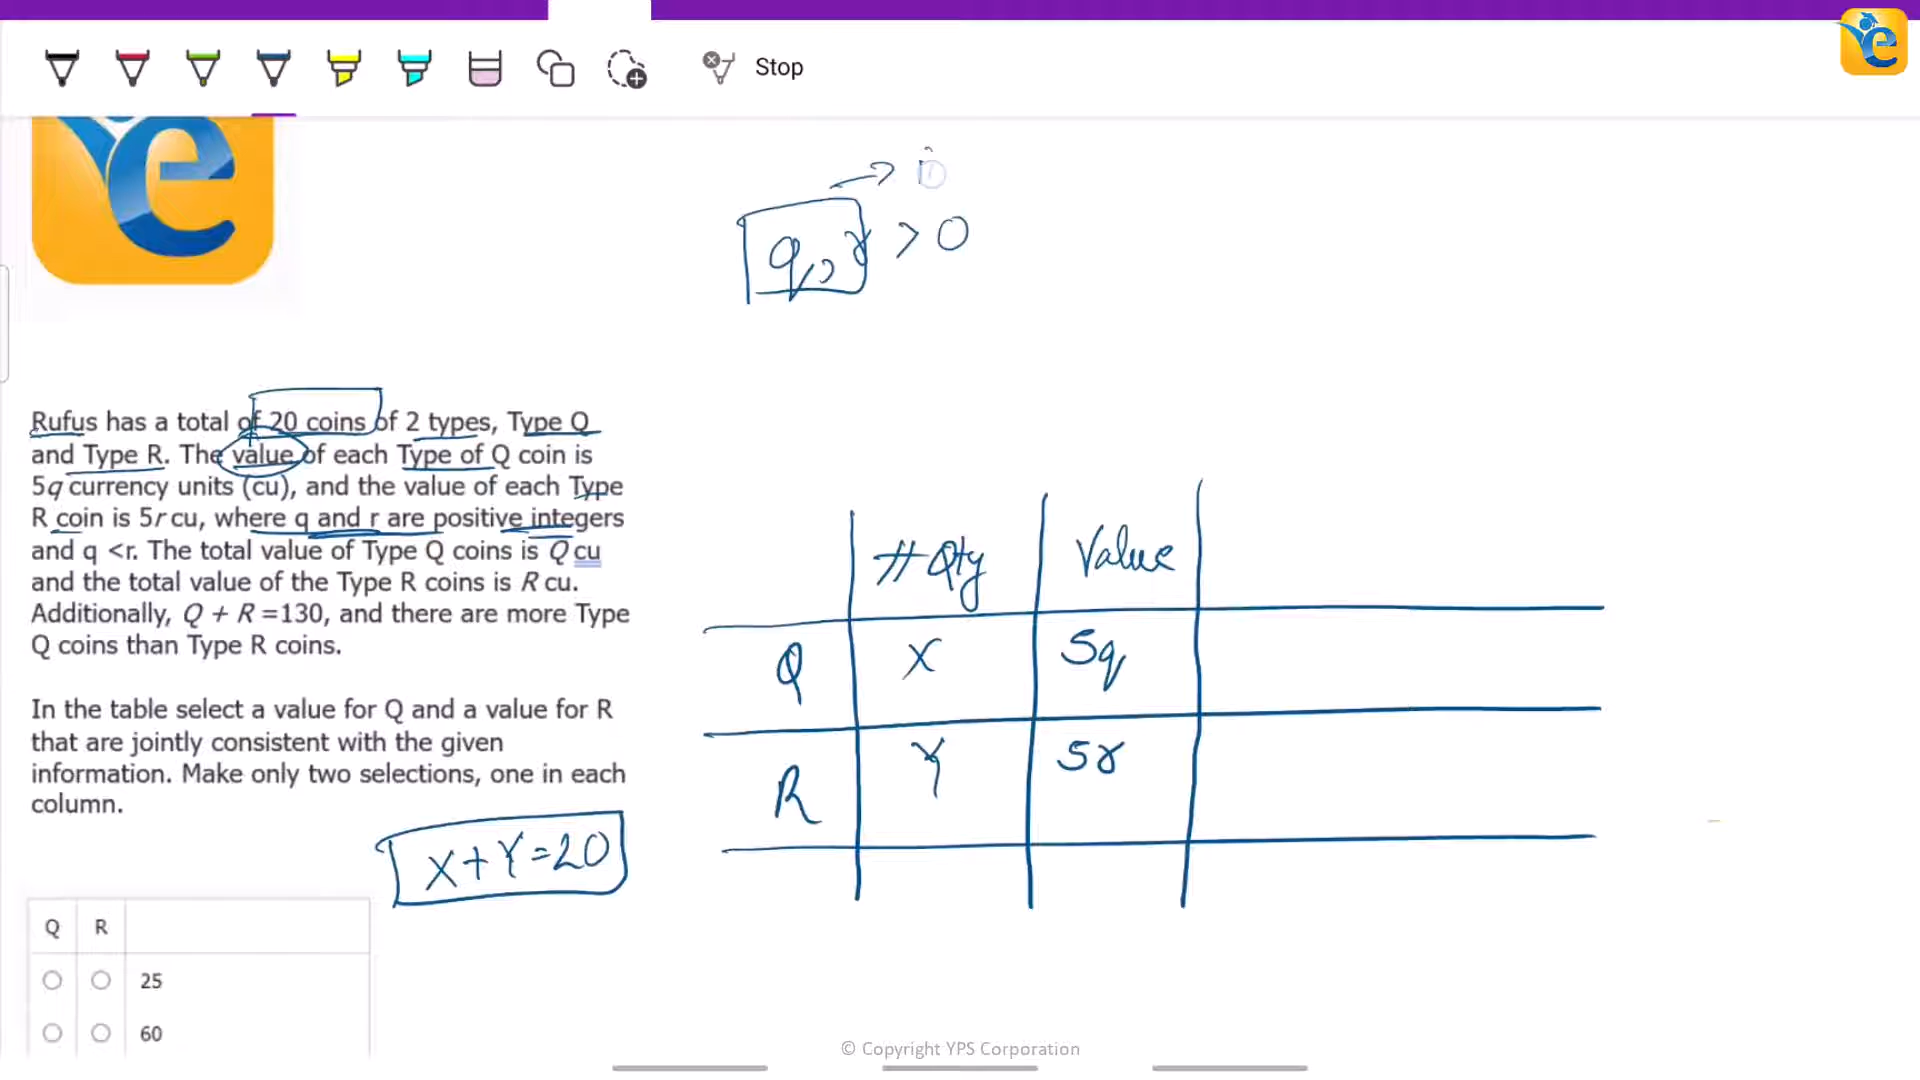 Stop
e
e
→ i
q, r > 0
Rufus has a total of 20 coins of 2 types, Type Q
and Type R. The value of each Type of Q coin is
5q currency units (cu), and the value of each Type
R coin is 5r cu, where q and r are positive integers
and q <r. The total value of Type Q coins is Q cu
and the total value of the Type R coins is R cu.
Additionally, Q + R =130, and there are more Type
Q coins than Type R coins.
In the table select a value for Q and a value for R
that are jointly consistent with the given
information. Make only two selections, one in each
column.
X+Y=20
# Qty Value
Q X 5q
R Y 5r
Q R
25
60
© Copyright YPS Corporation